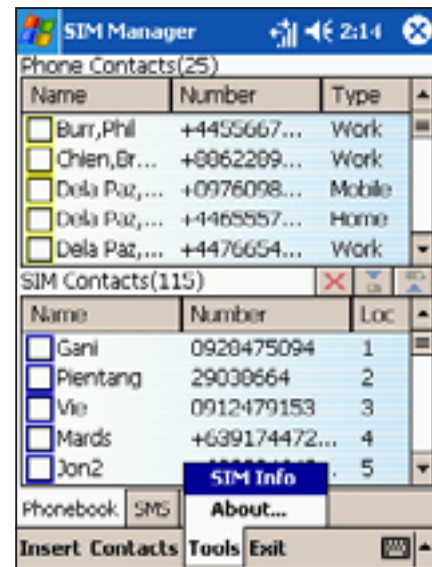 SIM Manager 2:14
Phone Contacts(25)
Name Number Type
Burr,Phil +4455667... Work
Chien,Br... +8862209... Work
Dela Paz,... +0976098... Mobile
Dela Paz,... +4465557... Home
Dela Paz,... +4476654... Work
SIM Contacts(115)
Name Number Loc
Gani 0920475094 1
Pientang 29030664 2
Vie 0912479153 3
Mards +639174472... 4
Jon2 5
SIM Info
Phonebook SMS About...
Insert Contacts Tools Exit